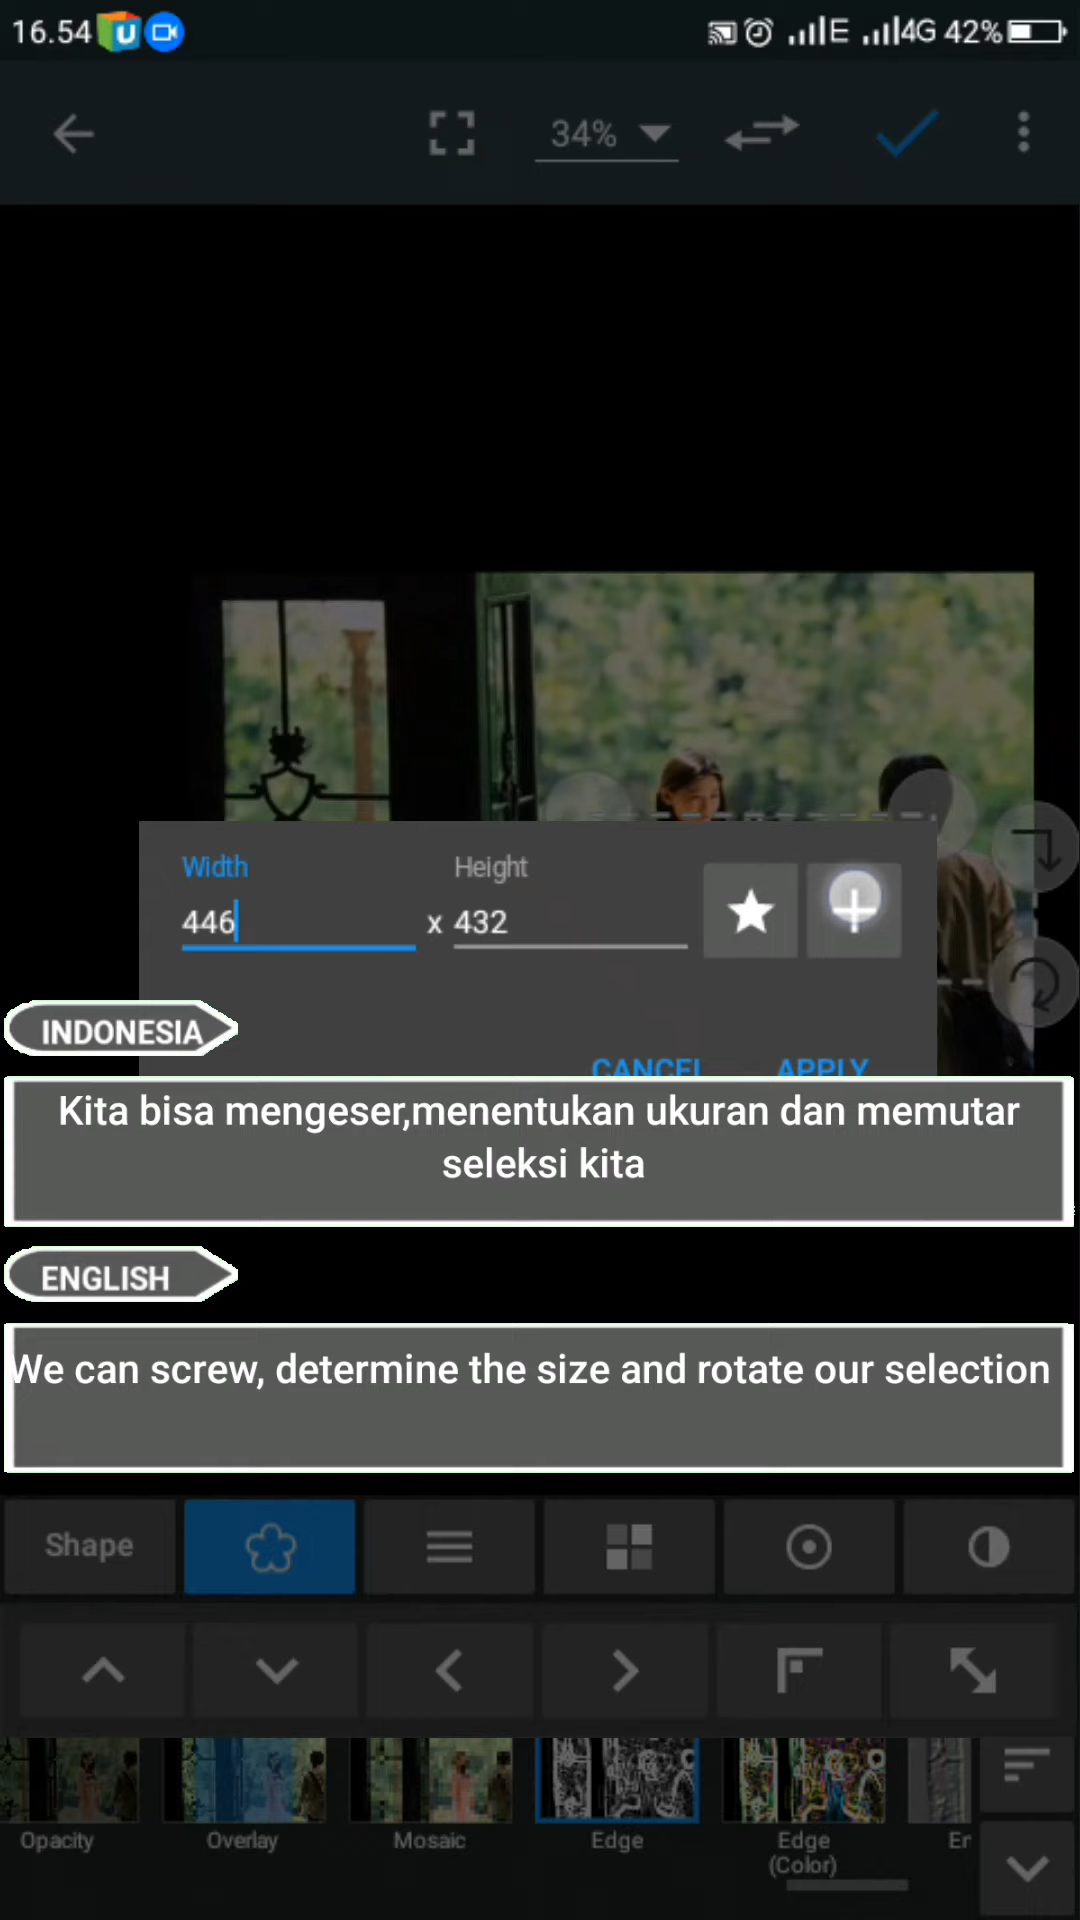 16.54
E 4G 42%
34%
Width Height
446 x 432
INDONESIA
CANCEL APPLY
Kita bisa mengeser,menentukan ukuran dan memutar
seleksi kita
ENGLISH
We can screw, determine the size and rotate our selection
Shape
Opacity Overlay Mosaic Edge Edge
(Color) Er